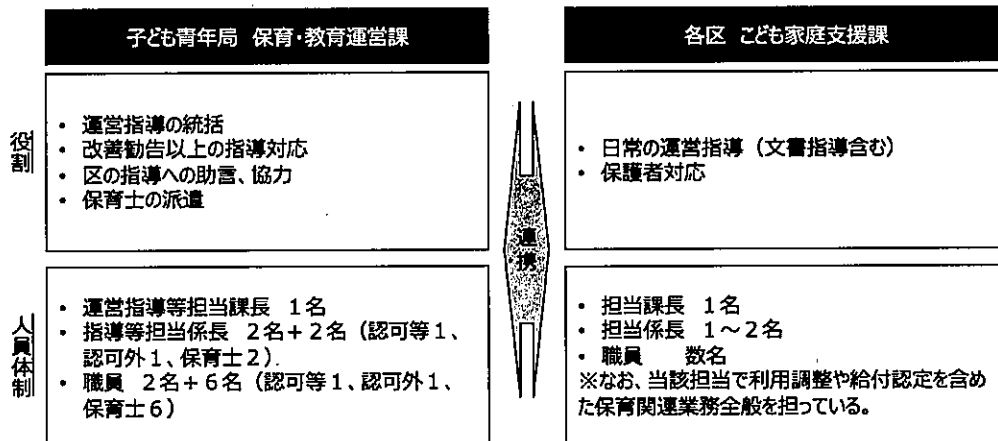 子ども青年局 保育・教育運営課
各区 こども家庭支援課
役割
• 運営指導の統括
• 改善勧告以上の指導対応
• 区の指導への助言、協力
• 保育士の派遣
連携
• 日常の運営指導（文書指導含む）
• 保護者対応
人員体制
• 運営指導等担当課長 1名
• 指導等担当係長 2名＋2名（認可等1、
認可外1、保育士2）
• 職員 2名＋6名（認可等1、認可外1、
保育士6）
• 担当課長 1名
• 担当係長 1～2名
• 職員 数名
※なお、当該担当で利用調整や給付認定を含め
た保育関連業務全般を担っている。